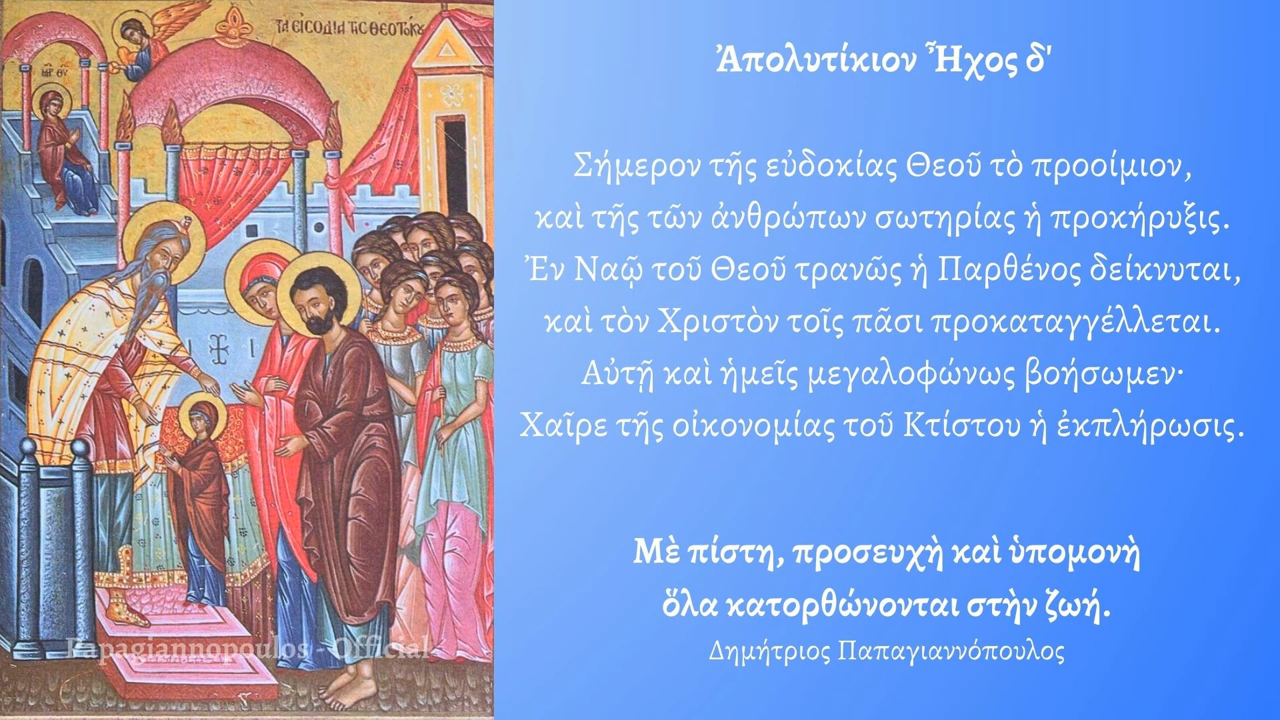 ΤΑ ΕΙСΟΔΙΑ ΤΙС ΘΕΟΤόΚΟΥ
ΜΡ ΘΥ
Ἀπολυτίκιον Ἦχος δ'
Σήμερον τῆς εὐδοκίας Θεοῦ τὸ προοίμιον,
καὶ τῆς τῶν ἀνθρώπων σωτηρίας ἡ προκήρυξις.
Ἐν Ναῷ τοῦ Θεοῦ τρανῶς ἡ Παρθένος δείκνυται,
καὶ τὸν Χριστὸν τοῖς πᾶσι προκαταγγέλλεται.
Αὐτῇ καὶ ἡμεῖς μεγαλοφώνως βοήσωμεν·
Χαῖρε τῆς οἰκονομίας τοῦ Κτίστου ἡ ἐκπλήρωσις.
Μὲ πίστη, προσευχὴ καὶ ὑπομονὴ
ὅλα κατορθώνονται στὴν ζωή.
Δημήτριος Παπαγιαννόπουλος
Papagiannopoulos - Official